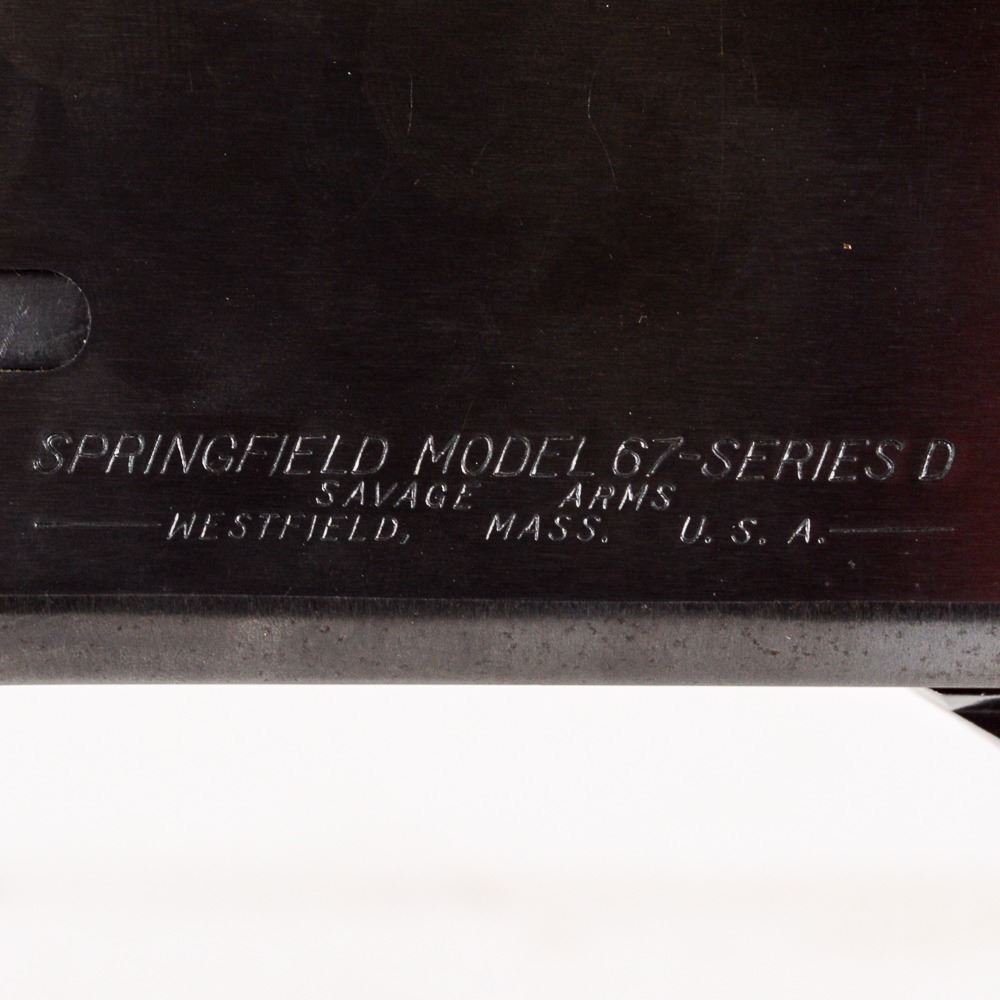 SPRINGFIELD MODEL 67-SERIES D
SAVAGE ARMS
WESTFIELD, MASS. U. S. A.